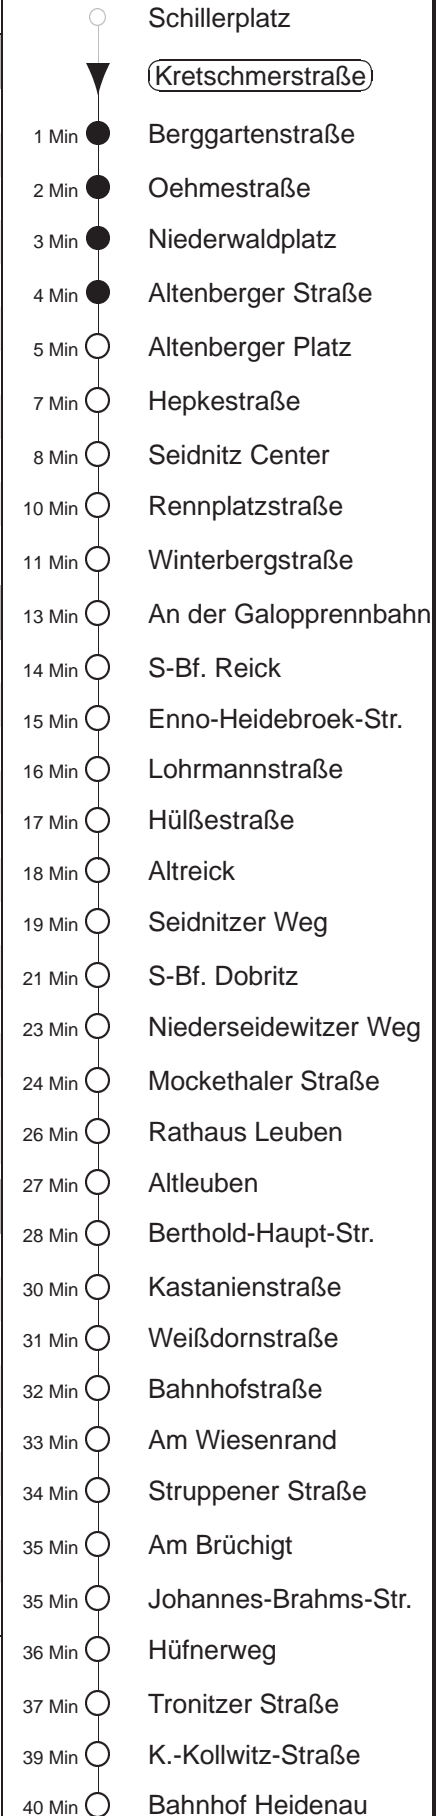 Schillerplatz
Kretschmerstraße
1 Min Berggartenstraße
2 Min Oehmestraße
3 Min Niederwaldplatz
4 Min Altenberger Straße
5 Min Altenberger Platz
7 Min Hepkestraße
8 Min Seidnitz Center
10 Min Rennplatzstraße
11 Min Winterbergstraße
13 Min An der Galopprennbahn
14 Min S-Bf. Reick
15 Min Enno-Heidebroek-Str.
16 Min Lohrmannstraße
17 Min Hülßestraße
18 Min Altreick
19 Min Seidnitzer Weg
21 Min S-Bf. Dobritz
23 Min Niederseidewitzer Weg
24 Min Mockethaler Straße
26 Min Rathaus Leuben
27 Min Altleuben
28 Min Berthold-Haupt-Str.
30 Min Kastanienstraße
31 Min Weißdornstraße
32 Min Bahnhofstraße
33 Min Am Wiesenrand
34 Min Struppener Straße
35 Min Am Brüchigt
35 Min Johannes-Brahms-Str.
36 Min Hüfnerweg
37 Min Tronitzer Straße
39 Min K.-Kollwitz-Straße
40 Min Bahnhof Heidenau